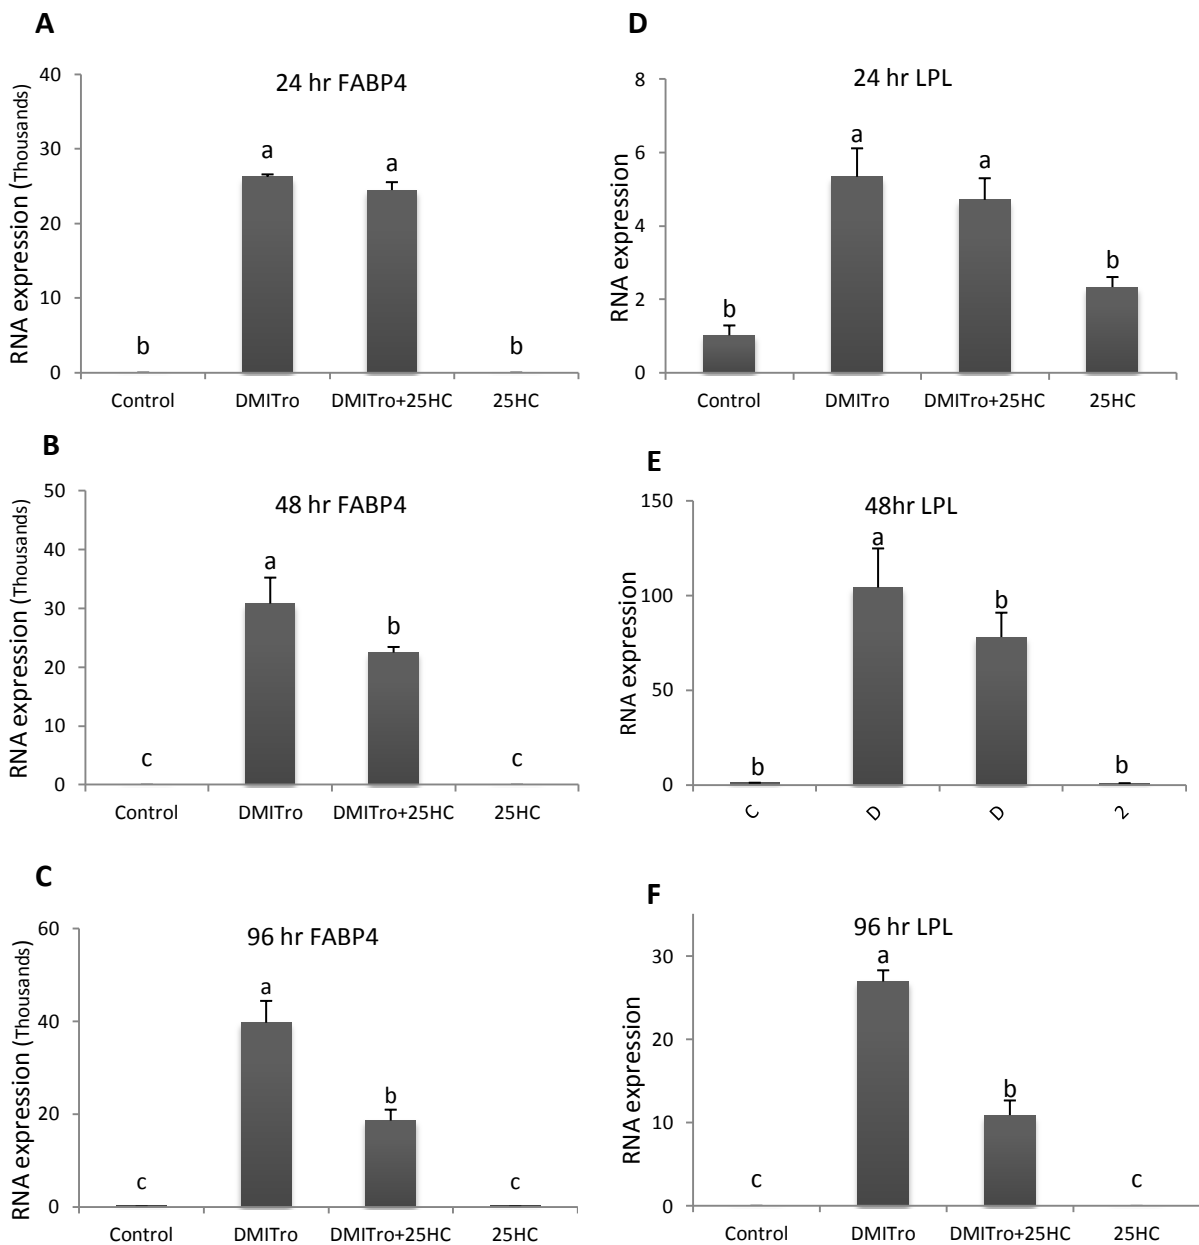 A
24 hr FABP4
RNA expression (Thousands)
40
30
20
10
0
b
a
a
b
Control
DMITro
DMITro+25HC
25HC
D
24 hr LPL
RNA expression
8
6
4
2
0
b
a
a
b
Control
DMITro
DMITro+25HC
25HC
B
48 hr FABP4
RNA expression (Thousands)
50
40
30
20
10
0
c
a
b
c
Control
DMITro
DMITro+25HC
25HC
E
48hr LPL
RNA expression
150
100
50
0
b
a
b
b
C
D
D
2
C
96 hr FABP4
RNA expression (Thousands)
60
40
20
0
c
a
b
c
Control
DMITro
DMITro+25HC
25HC
F
96 hr LPL
RNA expression
30
20
10
0
c
a
b
c
Control
DMITro
DMITro+25HC
25HC